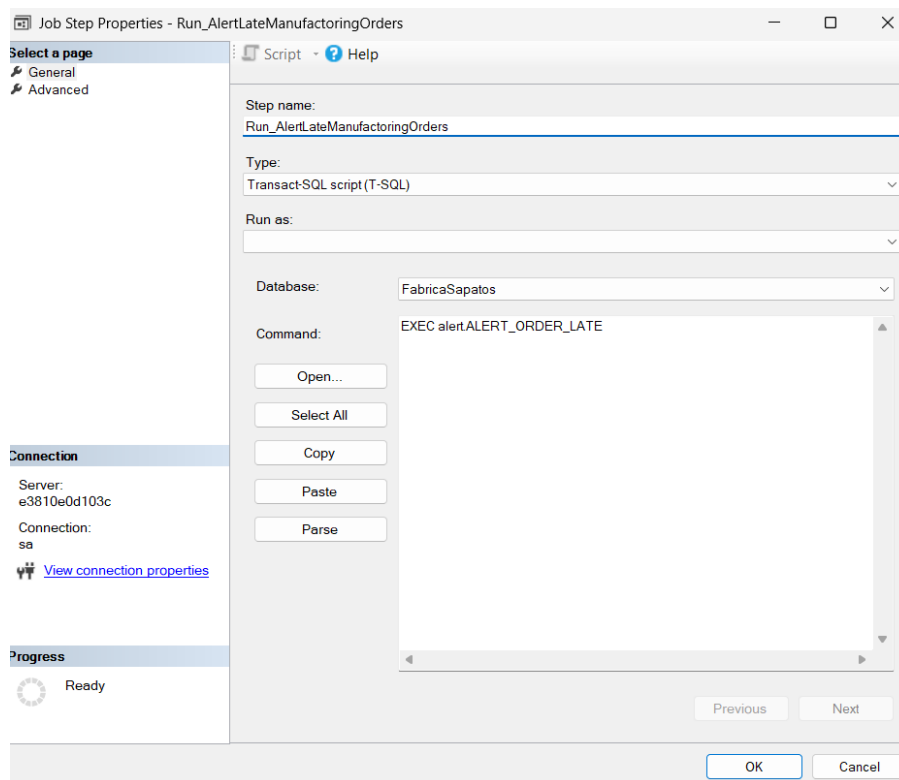 Job Step Properties - Run_AlertLateManufactoringOrders
Select a page
General
Advanced
Script
Help
Step name:
Run_AlertLateManufactoringOrders
Type:
Transact-SQL script (T-SQL)
Run as:
Database:
FabricaSapatos
Command:
EXEC alert.ALERT_ORDER_LATE
Open...
Select All
Copy
Paste
Parse
Connection
Server:
e3810e0d103c
Connection:
sa
View connection properties
Progress
Ready
Previous
Next
OK
Cancel